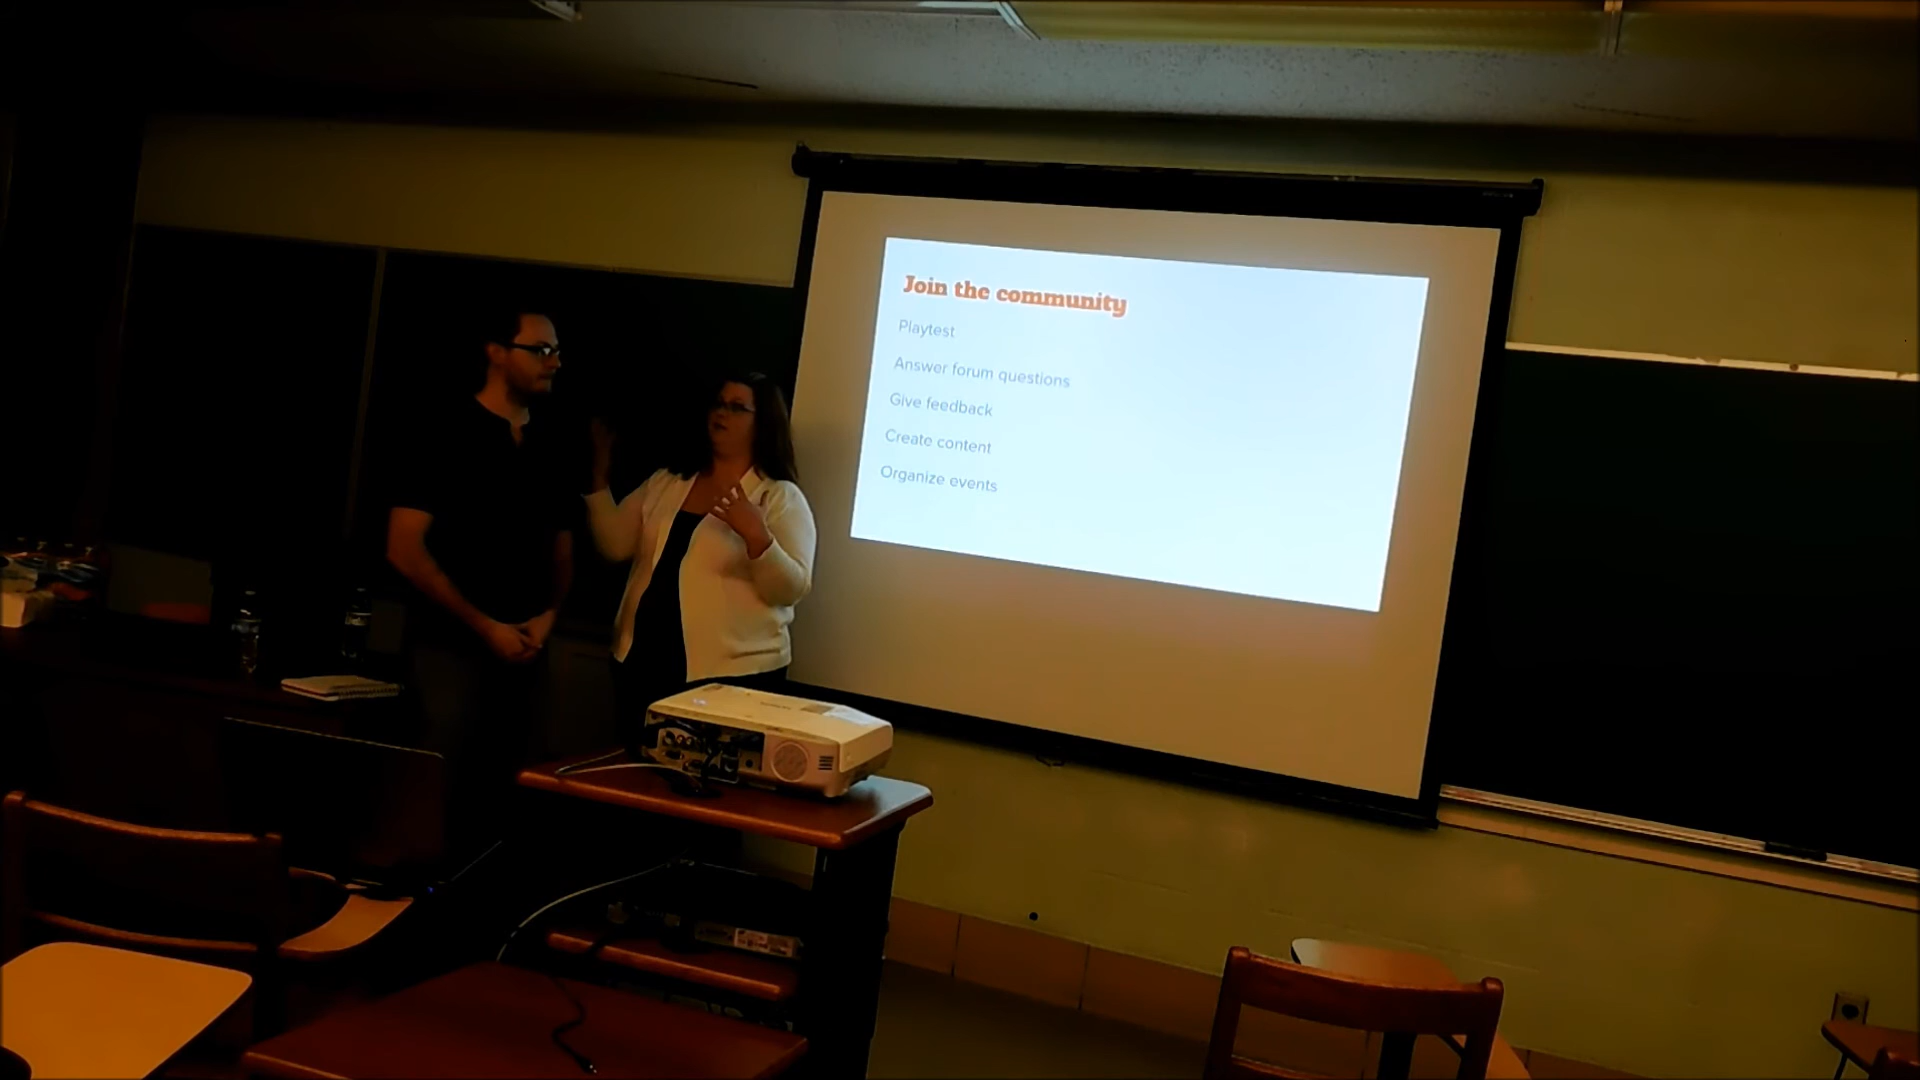 Join the community
Playtest
Answer forum questions
Give feedback
Create content
Organize events